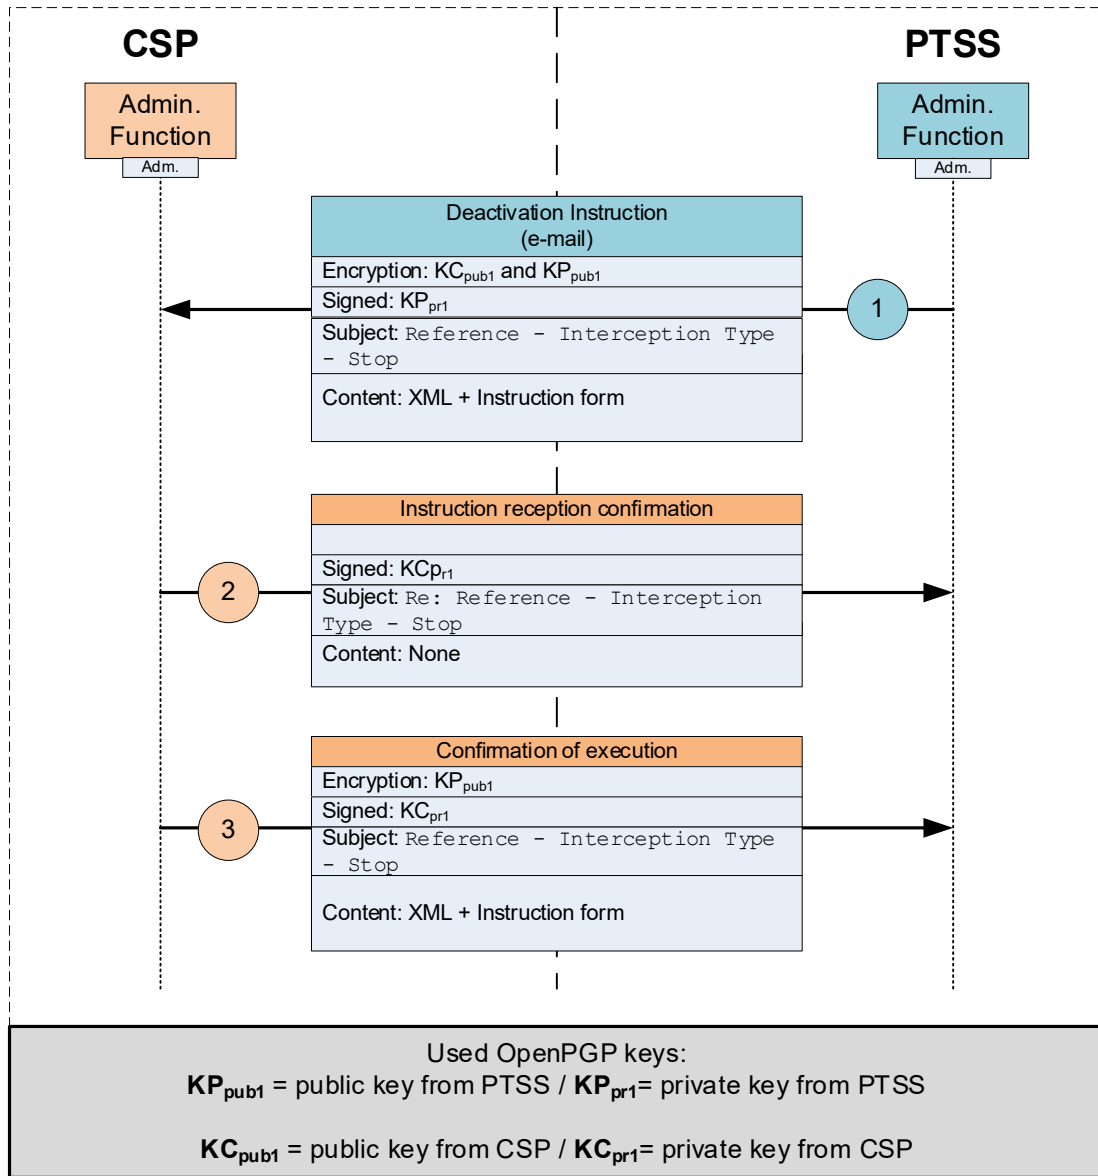 CSP
PTSS
Admin.
Function
Adm.
Admin.
Function
Adm.
Deactivation Instruction
(e-mail)
Encryption: KCpub1 and KPpub1
Signed: KPpr1
Subject: Reference - Interception Type
- Stop
Content: XML + Instruction form
1
Instruction reception confirmation
Signed: KCpr1
Subject: Re: Reference - Interception
Type - Stop
Content: None
2
Confirmation of execution
Encryption: KPpub1
Signed: KCpr1
Subject: Reference - Interception Type
- Stop
Content: XML + Instruction form
3
Used OpenPGP keys:
KPpub1 = public key from PTSS / KPpr1= private key from PTSS
KCpub1 = public key from CSP / KCpr1= private key from CSP